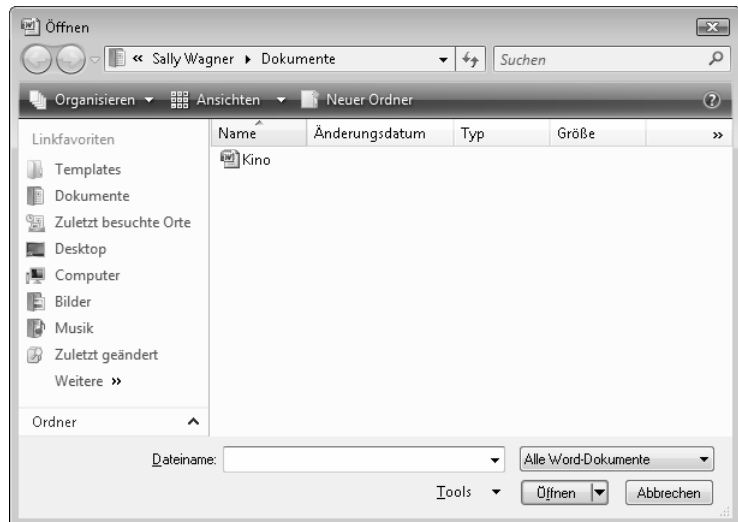 Öffnen
« Sally Wagner ▸ Dokumente Suchen
Organisieren Ansichten Neuer Ordner
Linkfavoriten
Name Änderungsdatum Typ Größe »
Kino
Templates
Dokumente
Zuletzt besuchte Orte
Desktop
Computer
Bilder
Musik
Zuletzt geändert
Weitere »
Ordner
Dateiname: Alle Word-Dokumente
Tools Öffnen Abbrechen